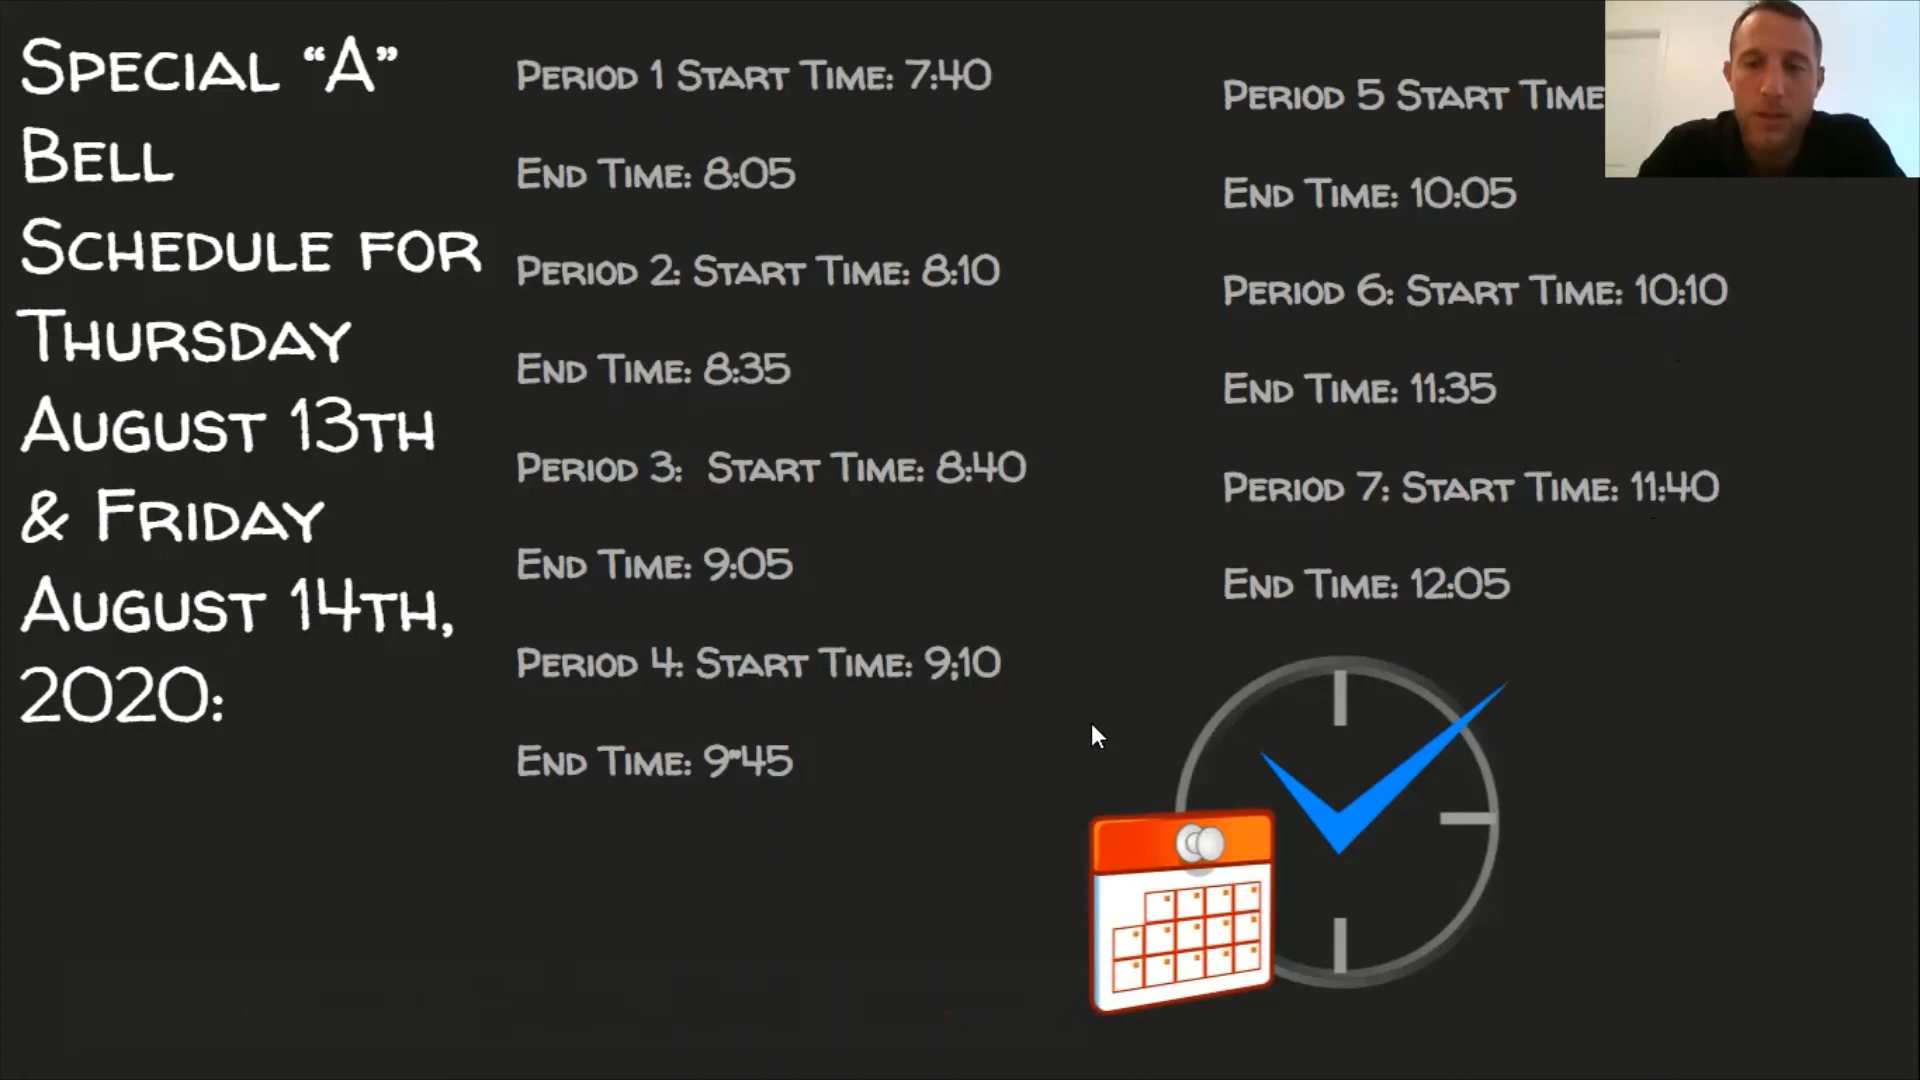 Special “A”
Bell
Schedule for
Thursday
August 13th
& Friday
August 14th,
2020:
Period 1 Start Time: 7:40
End Time: 8:05
Period 2: Start Time: 8:10
End Time: 8:35
Period 3:  Start Time: 8:40
End Time: 9:05
Period 4: Start Time: 9;10
End Time: 9”45
Period 5 Start Time
End Time: 10:05
Period 6: Start Time: 10:10
End Time: 11:35
Period 7: Start Time: 11:40
End Time: 12:05